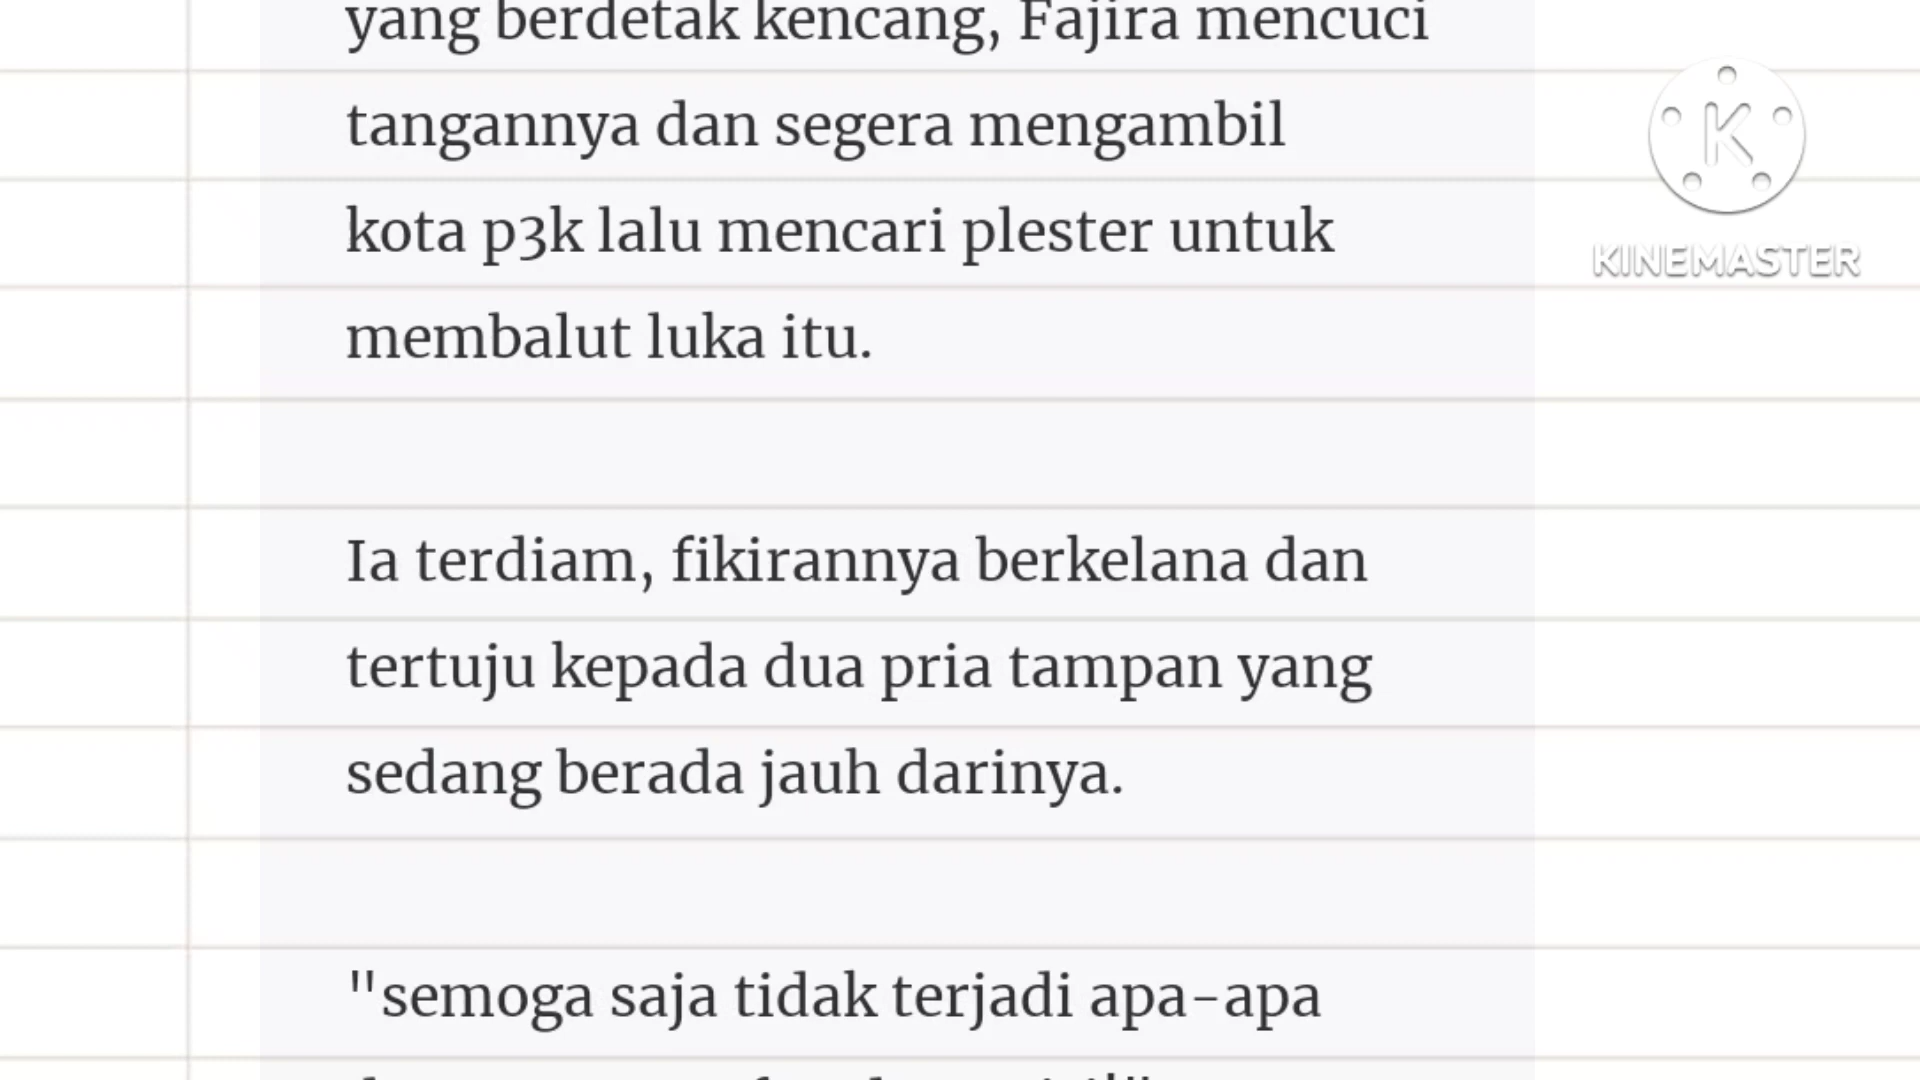 yang berdetak kencang, Fajira mencuci
tangannya dan segera mengambil
kota p3k lalu mencari plester untuk
membalut luka itu.
Ia terdiam, fikirannya berkelana dan
tertuju kepada dua pria tampan yang
sedang berada jauh darinya.
"semoga saja tidak terjadi apa-apa
KINEMASTER